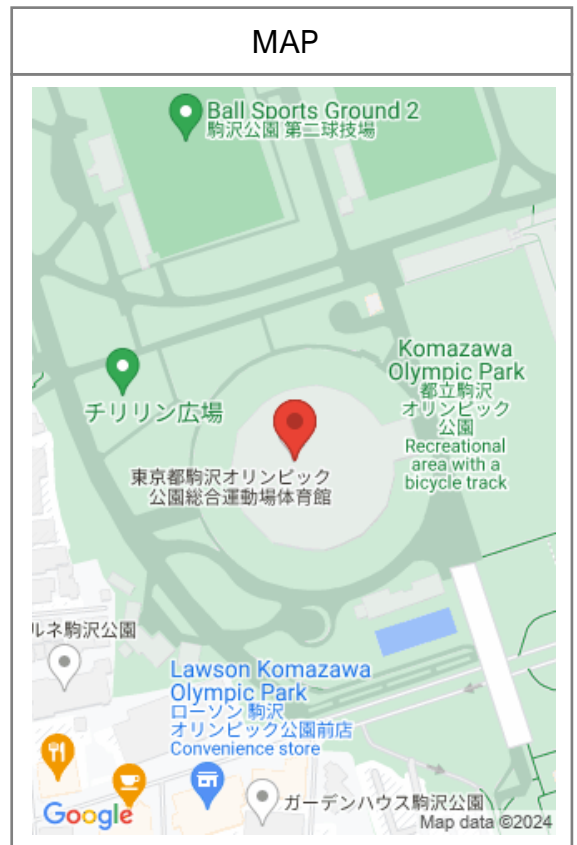 MAP
Ball Sports Ground 2
駒沢公園 第二球技場
Komazawa
Olympic Park
都立駒沢
オリンピック
公園
Recreational
area with a
bicycle track
チリリン広場
東京都駒沢オリンピック
公園総合運動場体育館
ルネ駒沢公園
Lawson Komazawa
Olympic Park
ローソン 駒沢
オリンピック公園前店
Convenience store
ガーデンハウス駒沢公園
Google
Map data ©2024